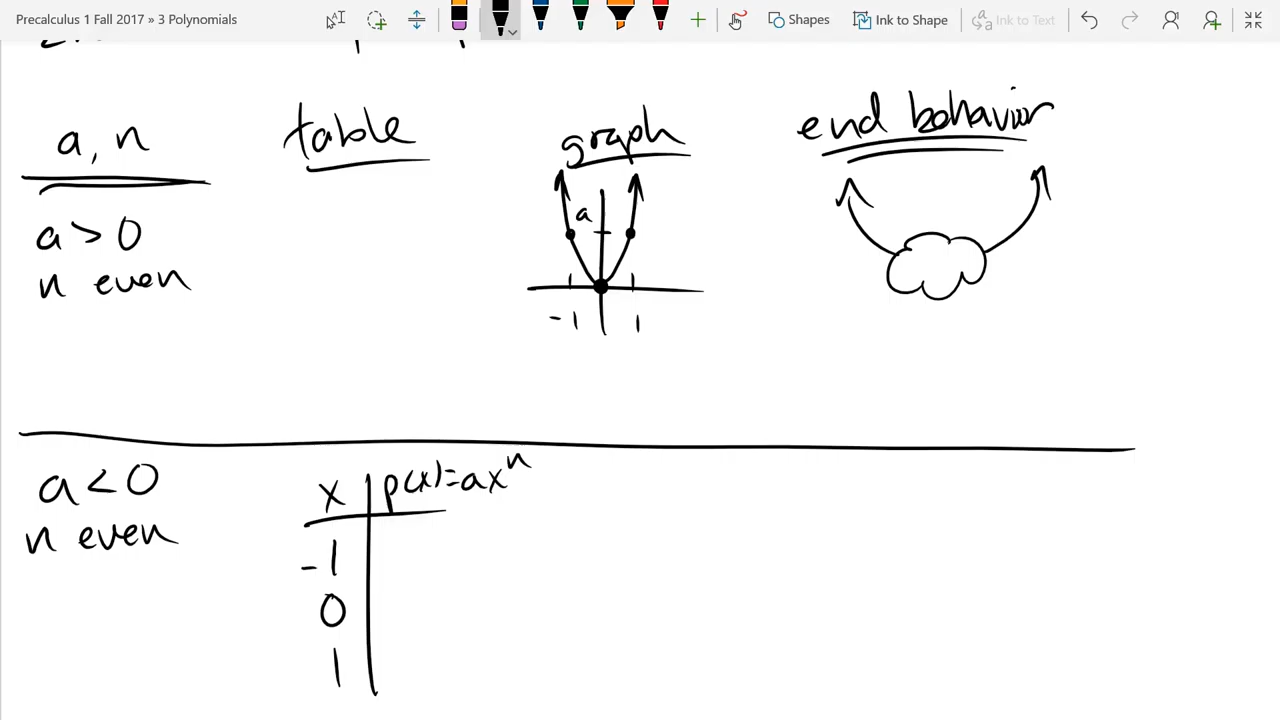 Precalculus 1 Fall 2017 » 3 Polynomials
Shapes
Ink to Shape
Ink to Text
a, n
table
graph
end behavior
a > 0
n even
a
-1
1
a < 0
n even
x
p(x)=axⁿ
-1
0
1